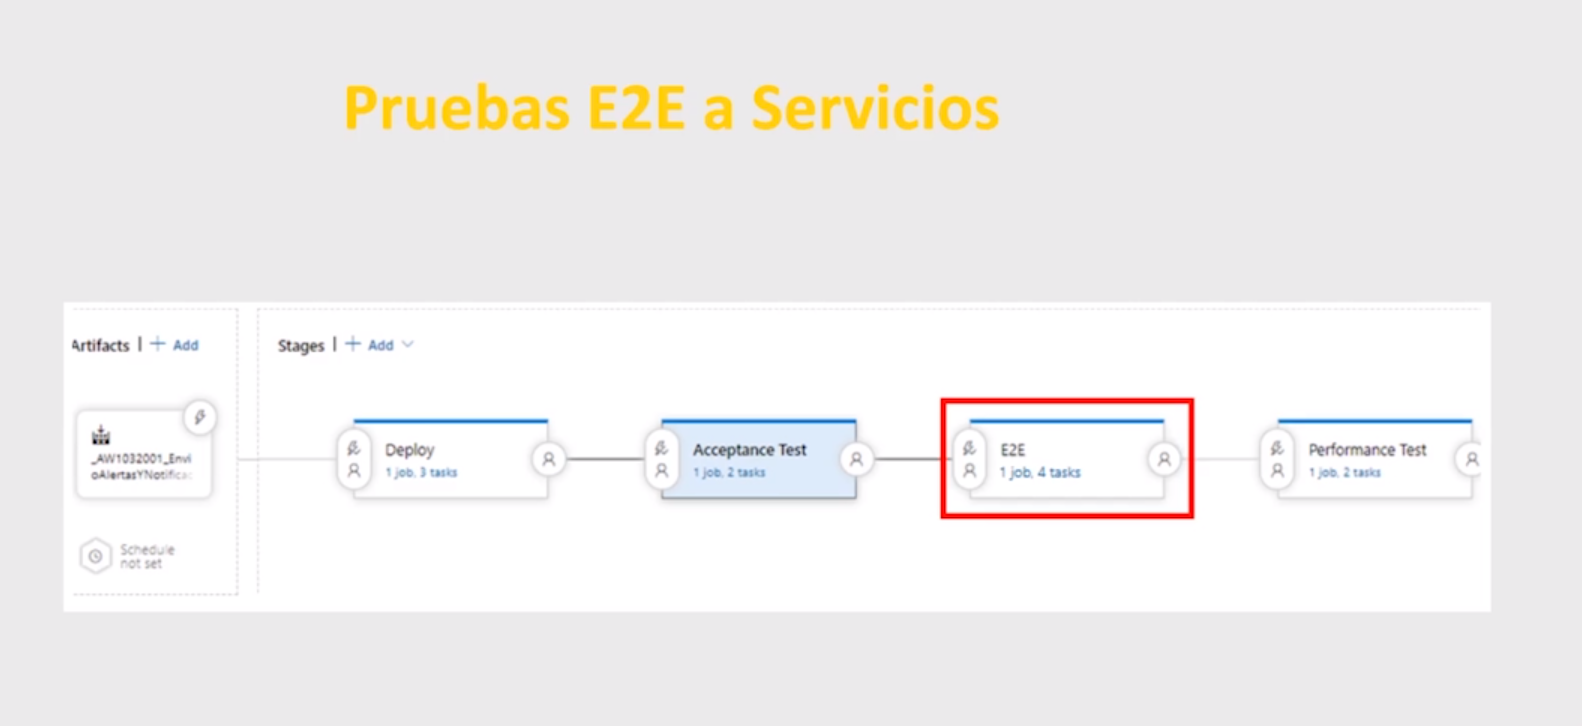 Pruebas E2E a Servicios
Artifacts | + Add
Stages | + Add
_AW1032001_Envi
oAlertasYNotificac
Schedule
not set
Deploy
1 job, 3 tasks
Acceptance Test
1 job, 2 tasks
E2E
1 job, 4 tasks
Performance Test
1 job, 2 tasks